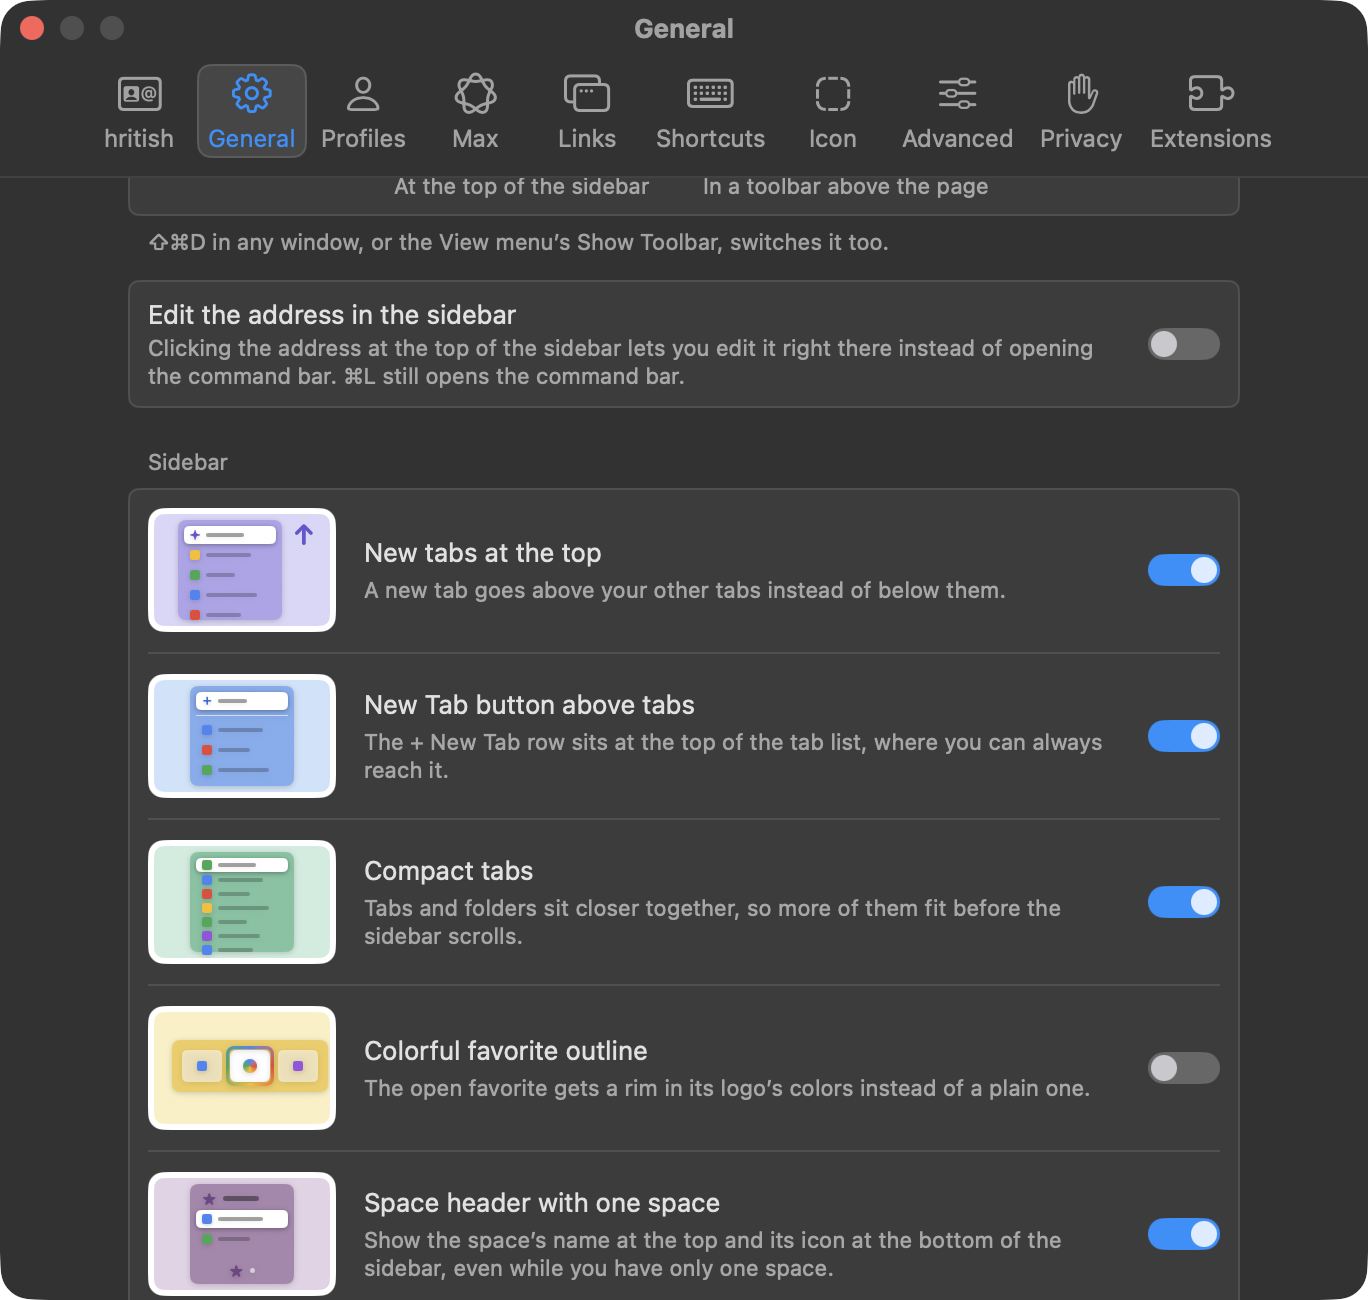 General
hritish
General
Profiles
Max
Links
Shortcuts
Icon
Advanced
Privacy
Extensions
At the top of the sidebar
In a toolbar above the page
⇧⌘D in any window, or the View menu’s Show Toolbar, switches it too.
Edit the address in the sidebar
Clicking the address at the top of the sidebar lets you edit it right there instead of opening
the command bar. ⌘L still opens the command bar.
Sidebar
New tabs at the top
A new tab goes above your other tabs instead of below them.
New Tab button above tabs
The + New Tab row sits at the top of the tab list, where you can always
reach it.
Compact tabs
Tabs and folders sit closer together, so more of them fit before the
sidebar scrolls.
Colorful favorite outline
The open favorite gets a rim in its logo’s colors instead of a plain one.
Space header with one space
Show the space’s name at the top and its icon at the bottom of the
sidebar, even while you have only one space.